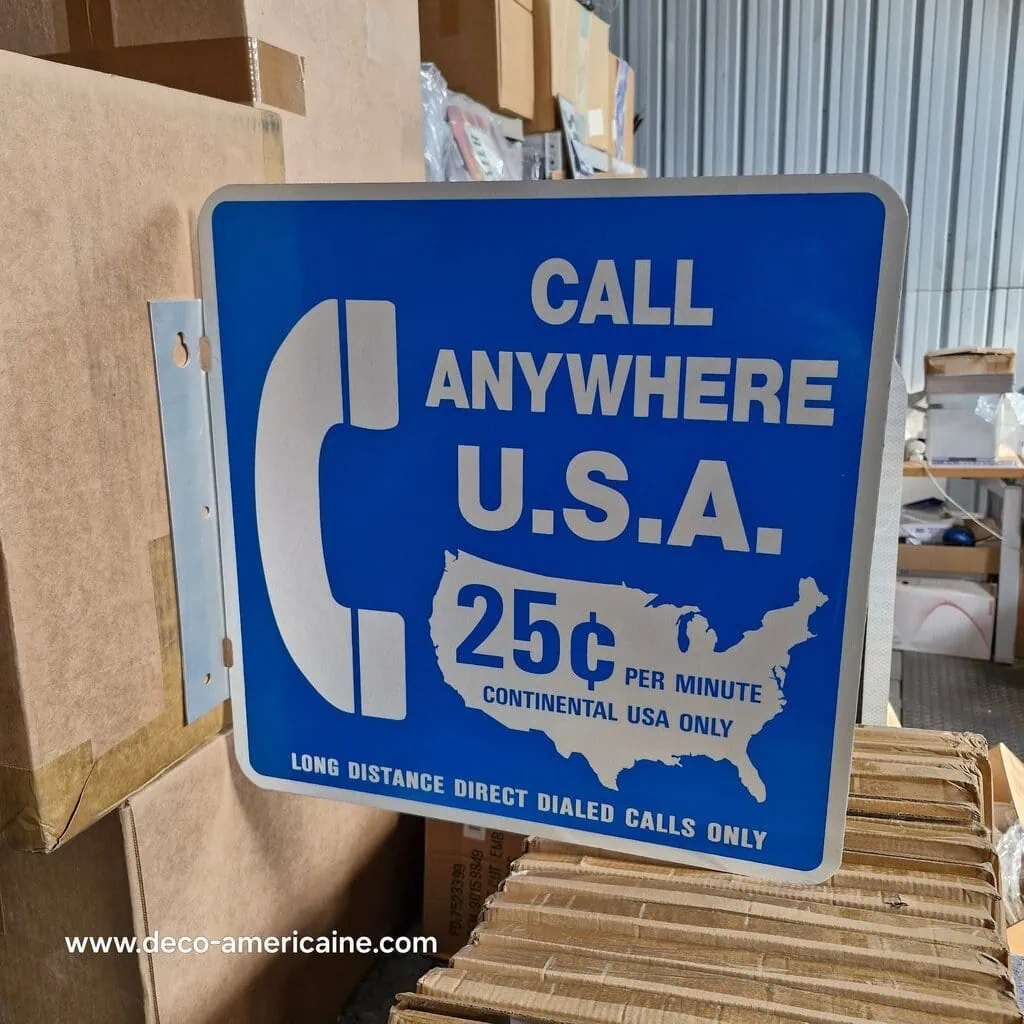 CALL
ANYWHERE
U.S.A.
25¢ PER MINUTE
CONTINENTAL USA ONLY
LONG DISTANCE DIRECT DIALED CALLS ONLY
www.deco-americaine.com